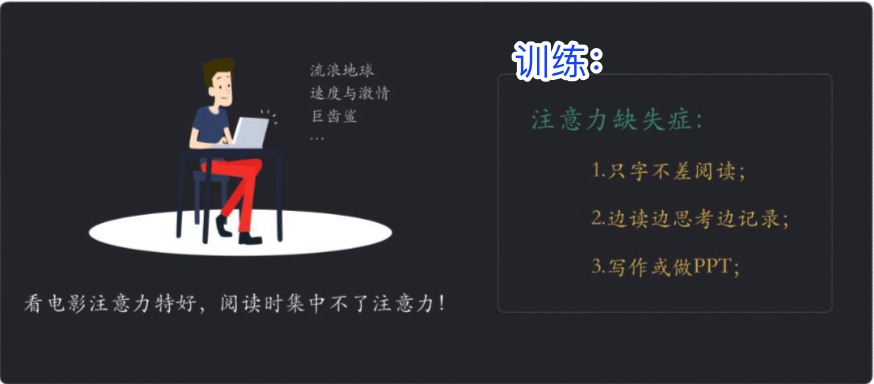 流浪地球
速度与激情
巨齿鲨
...
看电影注意力特好，阅读时集中不了注意力！
训练：
注意力缺失症：
1.只字不差阅读；
2.边读边思考边记录；
3.写作或做PPT；